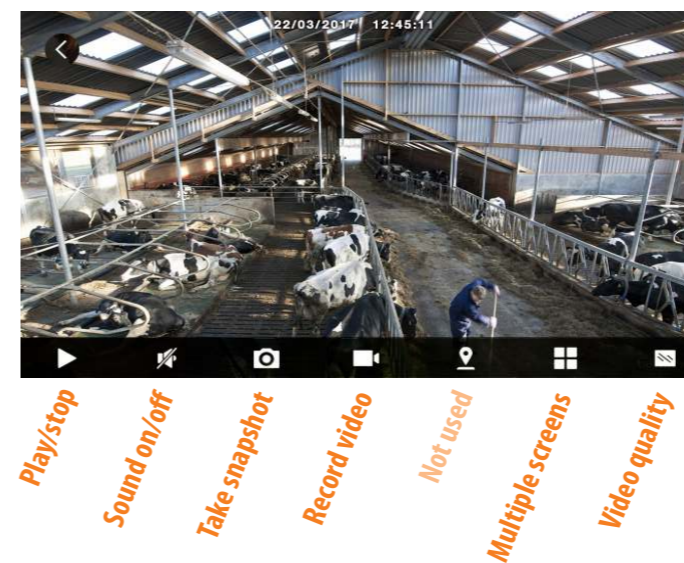 22/03/2017 12:45:11
Play/stop
Sound on/off
Take snapshot
Record video
Not used
Multiple screens
Video quality